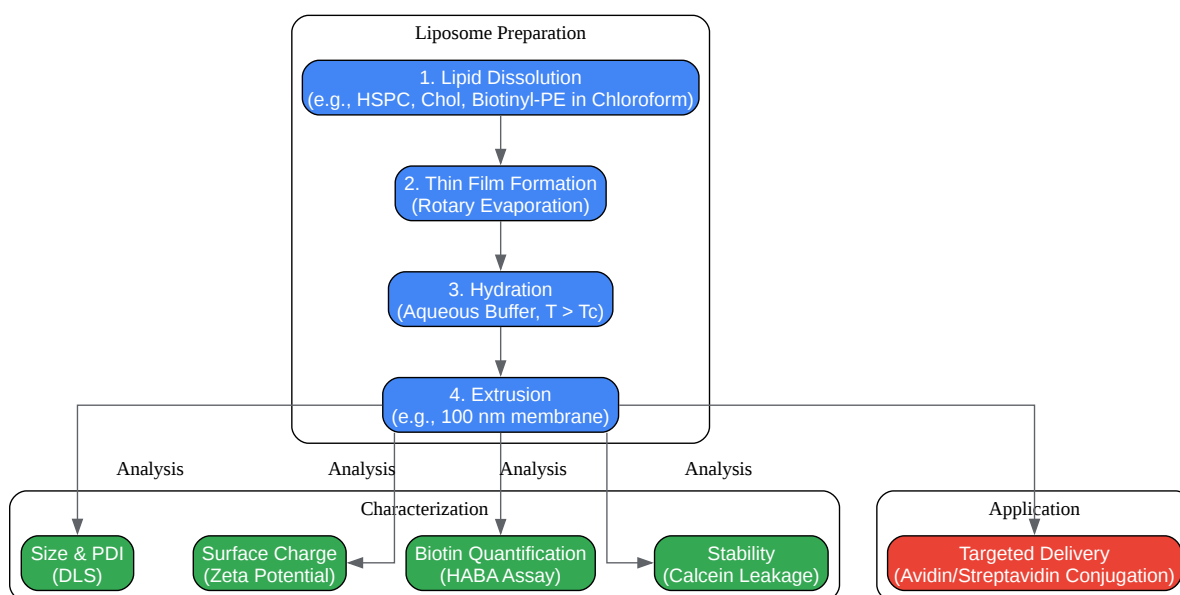 Liposome Preparation
1. Lipid Dissolution
(e.g., HSPC, Chol, Biotinyl-PE in Chloroform)
2. Thin Film Formation
(Rotary Evaporation)
3. Hydration
(Aqueous Buffer, T > Tc)
4. Extrusion
(e.g., 100 nm membrane)
Analysis
Analysis
Analysis
Analysis
Characterization
Size & PDI
(DLS)
Surface Charge
(Zeta Potential)
Biotin Quantification
(HABA Assay)
Stability
(Calcein Leakage)
Application
Targeted Delivery
(Avidin/Streptavidin Conjugation)